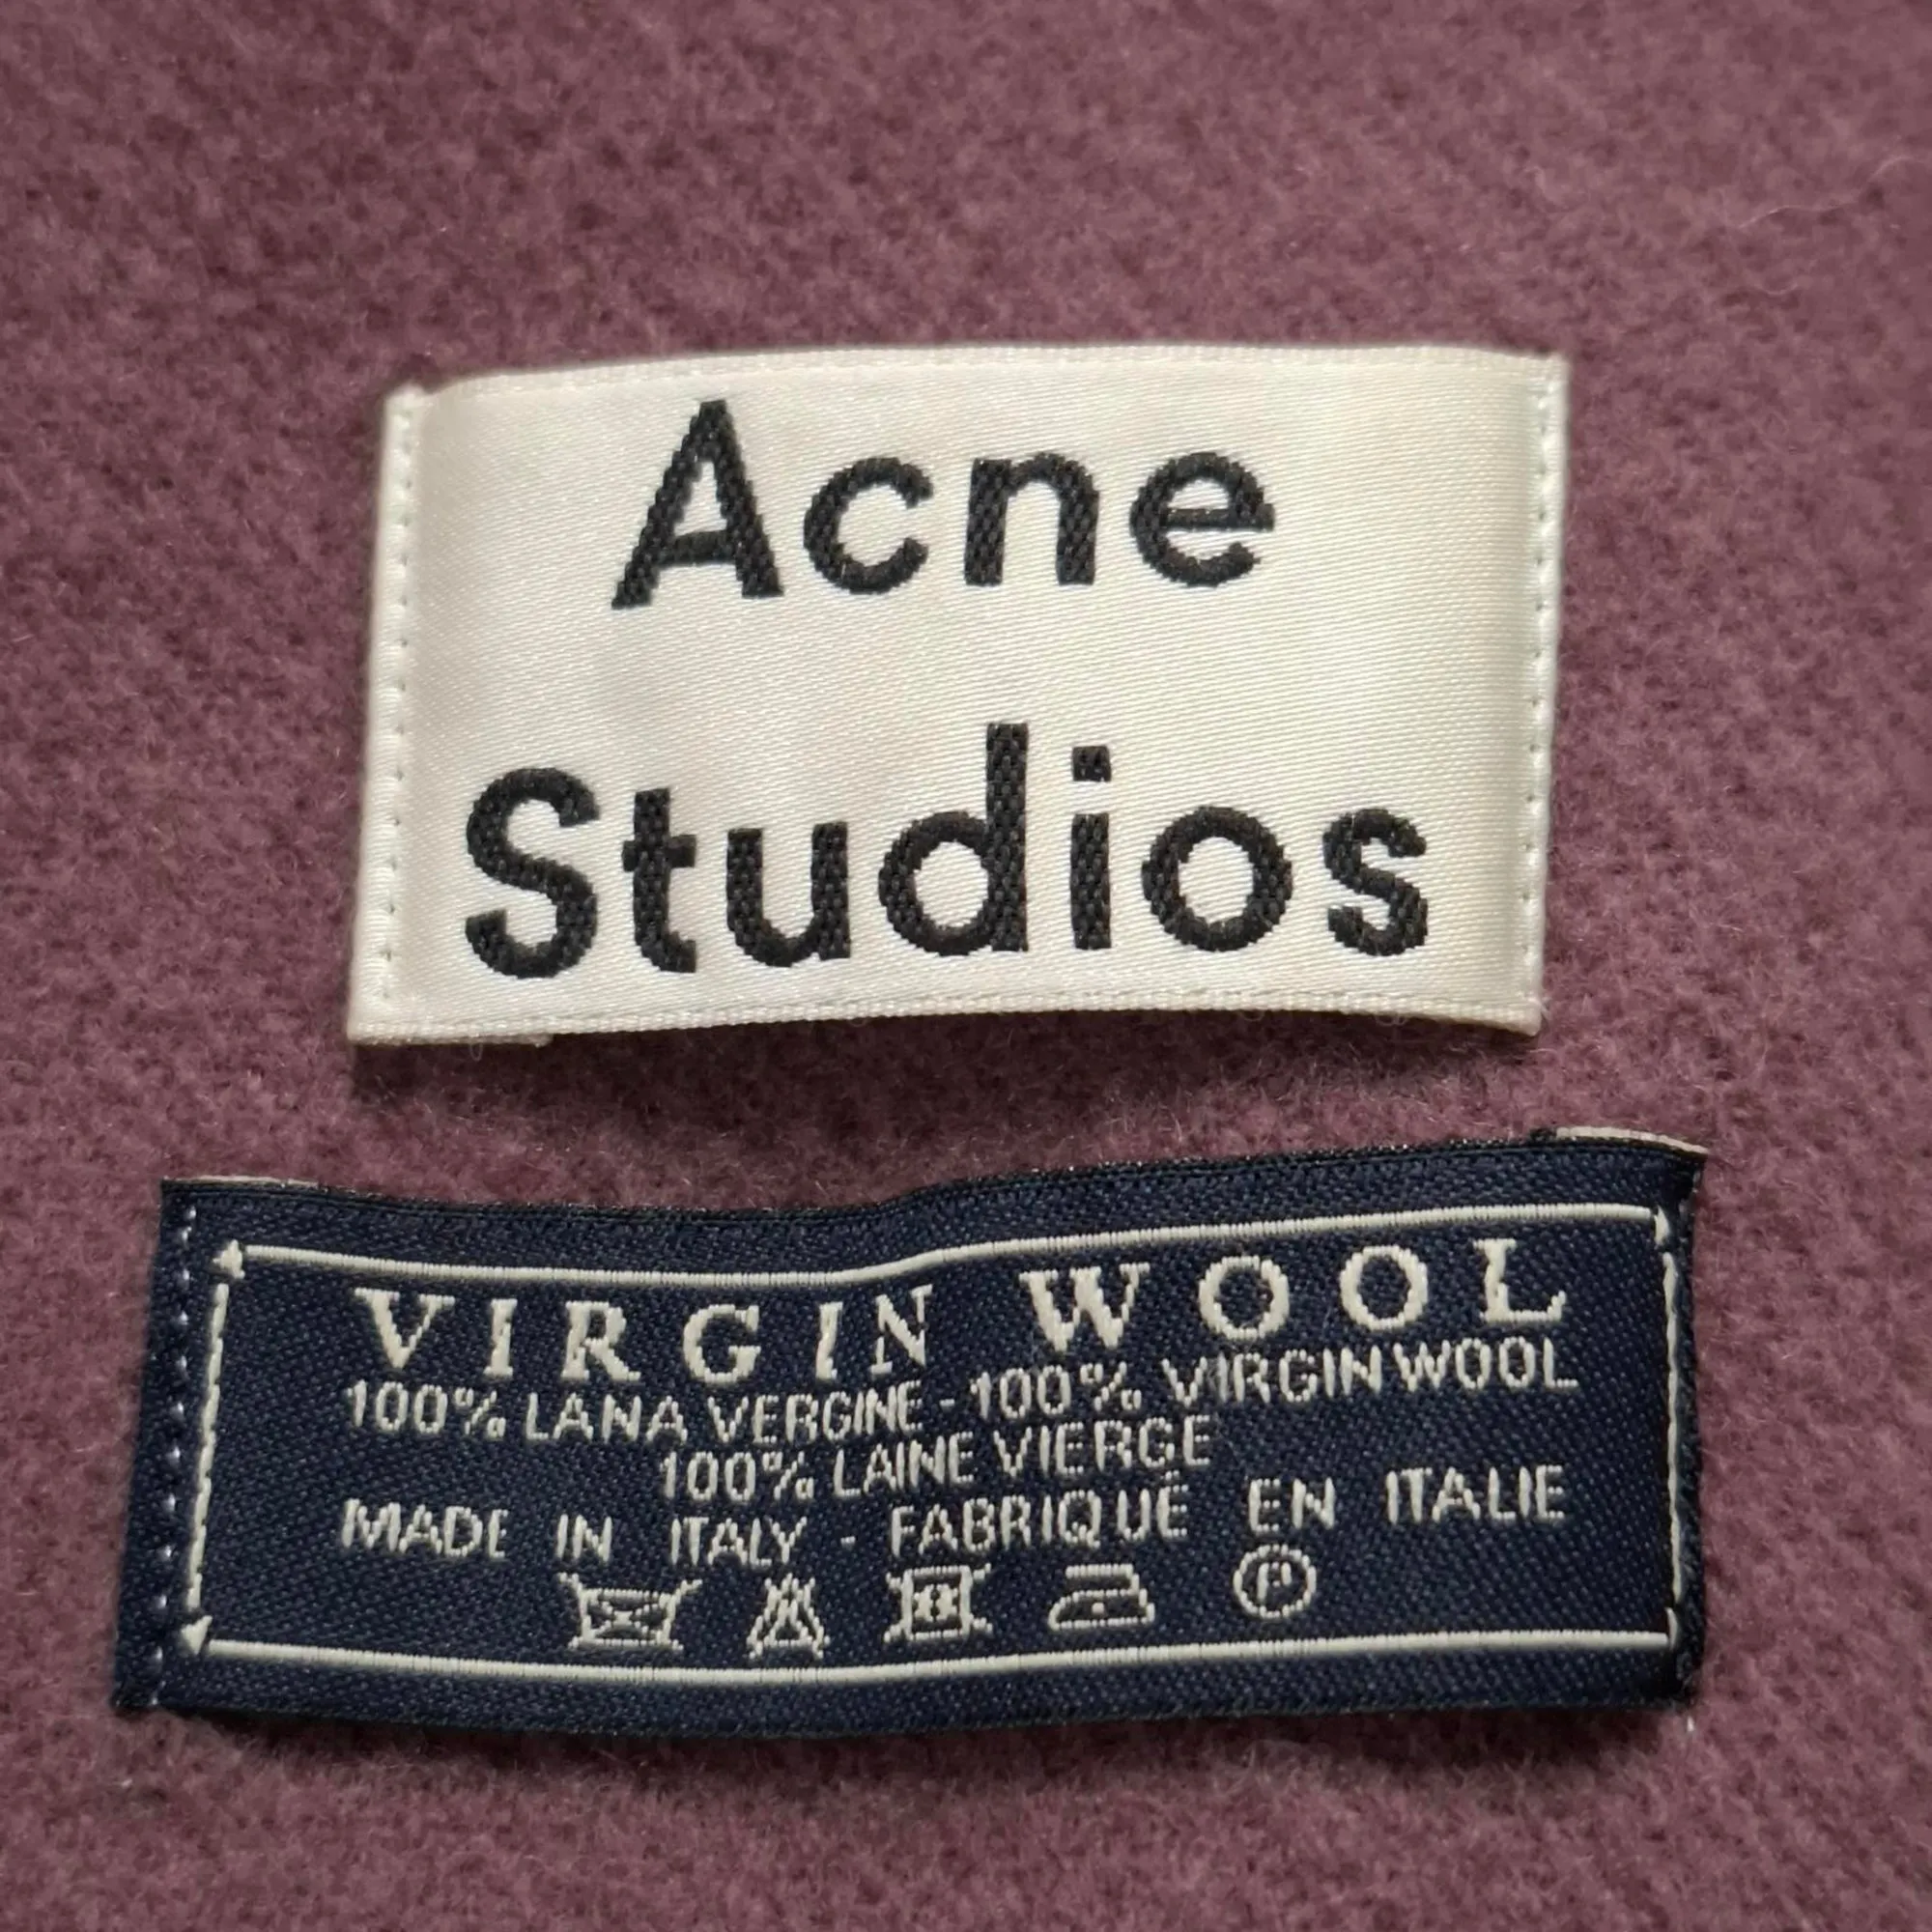 Acne
Studios
VIRGIN WOOL
100% LANA VERGINE - 100% VIRGIN WOOL
100% LAINE VIERGE
MADE IN ITALY - FABRIQUÉ EN ITALIE
P